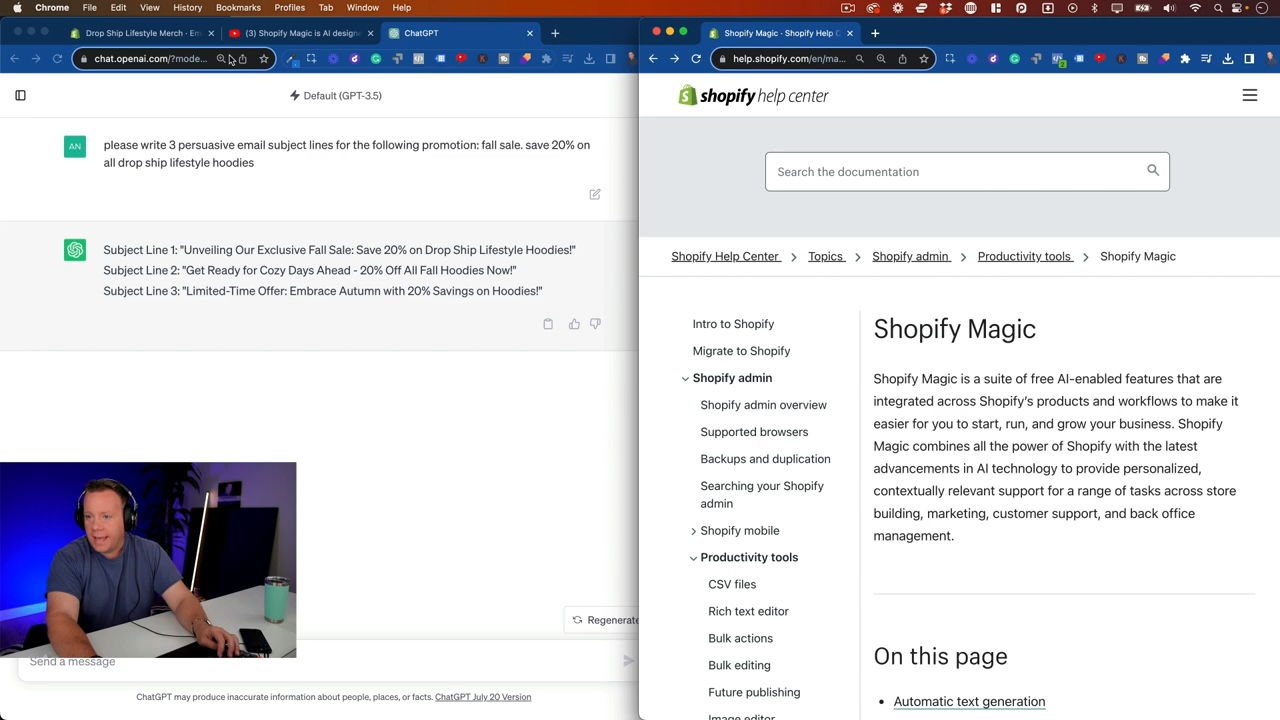 Chrome File Edit View History Bookmarks Profiles Tab Window Help
Drop Ship Lifestyle Merch - Em
(3) Shopify Magic is AI design
ChatGPT
chat.openai.com/?mode...
Default (GPT-3.5)
AN
please write 3 persuasive email subject lines for the following promotion: fall sale. save 20% on
all drop ship lifestyle hoodies
Subject Line 1: "Unveiling Our Exclusive Fall Sale: Save 20% on Drop Ship Lifestyle Hoodies!"
Subject Line 2: "Get Ready for Cozy Days Ahead - 20% Off All Fall Hoodies Now!"
Subject Line 3: "Limited-Time Offer: Embrace Autumn with 20% Savings on Hoodies!"
Regenerate
Send a message
ChatGPT may produce inaccurate information about people, places, or facts. ChatGPT July 20 Version
Shopify Magic · Shopify Help C
help.shopify.com/en/ma...
shopify help center
Search the documentation
Shopify Help Center > Topics > Shopify admin > Productivity tools > Shopify Magic
Intro to Shopify
Migrate to Shopify
Shopify admin
Shopify admin overview
Supported browsers
Backups and duplication
Searching your Shopify
admin
Shopify mobile
Productivity tools
CSV files
Rich text editor
Bulk actions
Bulk editing
Future publishing
Image editor
Shopify Magic
Shopify Magic is a suite of free AI-enabled features that are
integrated across Shopify's products and workflows to make it
easier for you to start, run, and grow your business. Shopify
Magic combines all the power of Shopify with the latest
advancements in AI technology to provide personalized,
contextually relevant support for a range of tasks across store
building, marketing, customer support, and back office
management.
On this page
• Automatic text generation